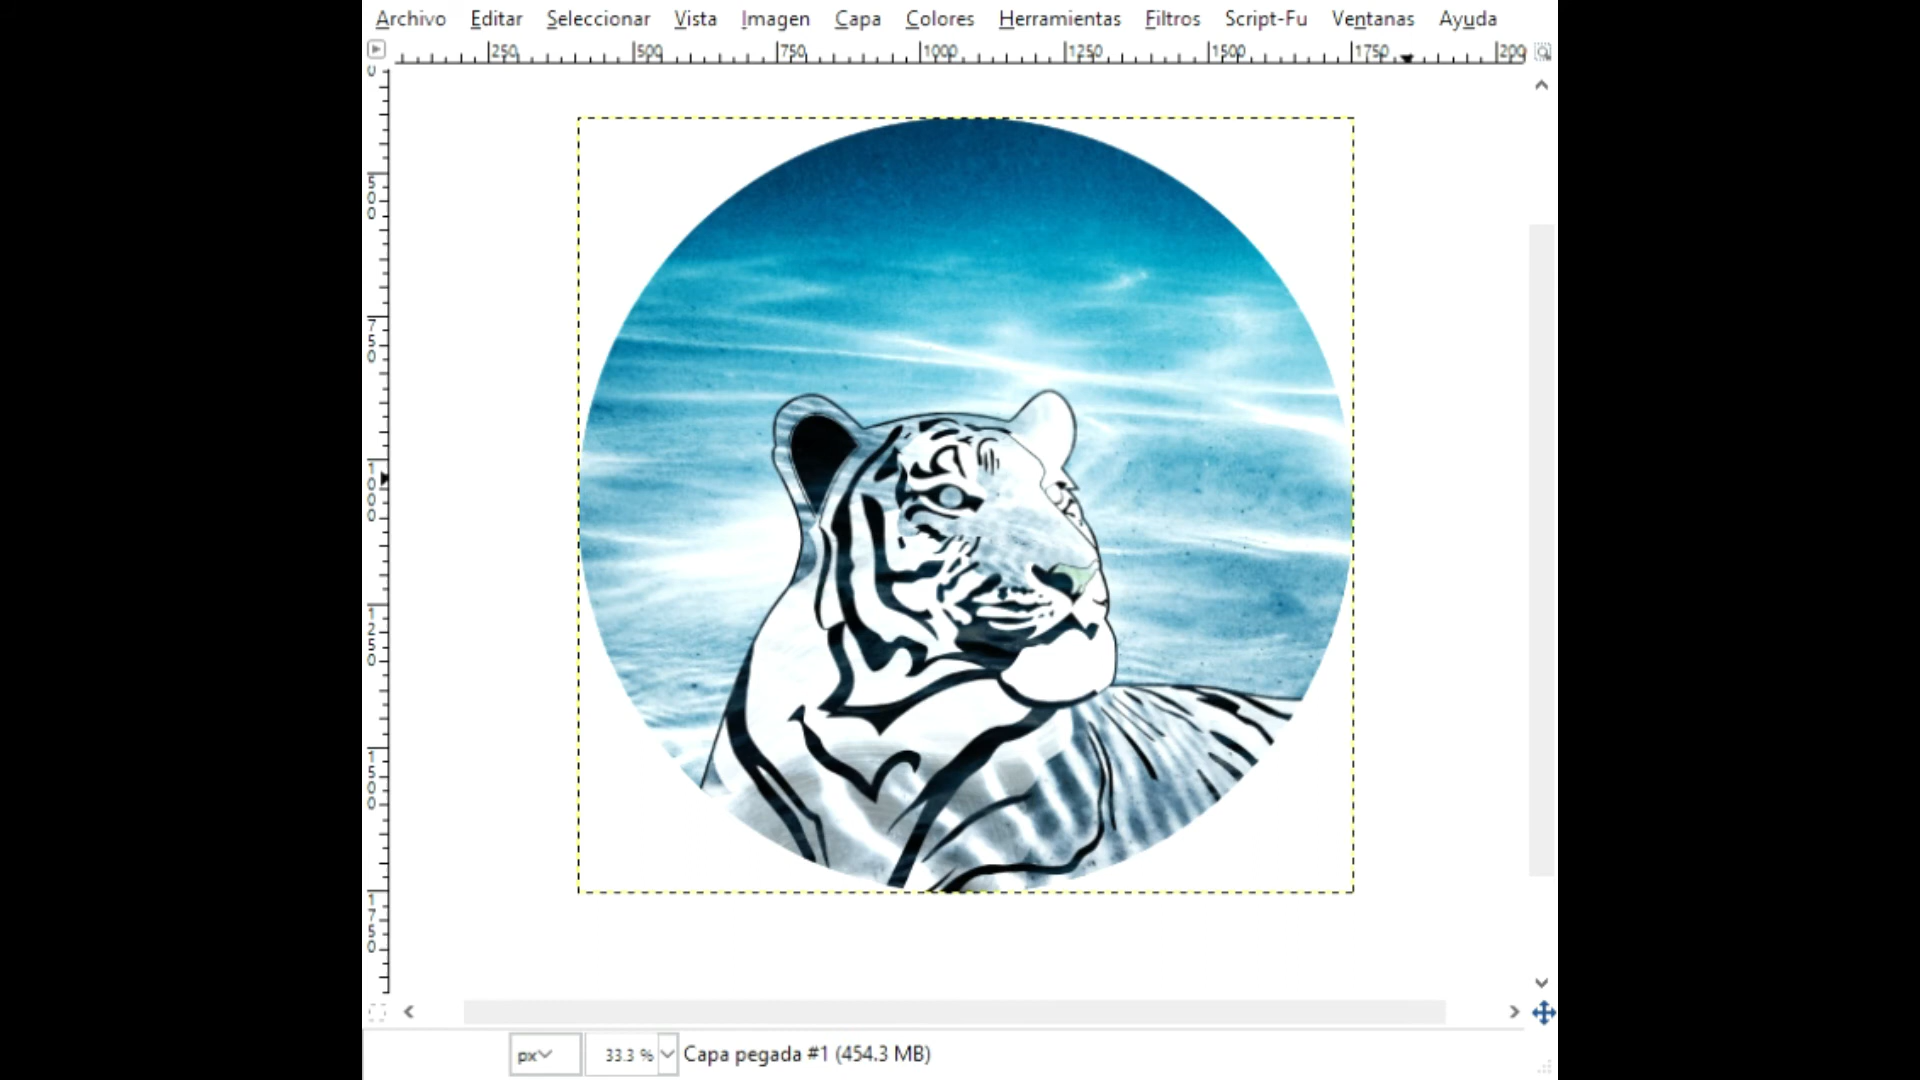 Archivo Editar Seleccionar Vista Imagen Capa Colores Herramientas Filtros Script-Fu Ventanas Ayuda
250 500 750 1000 1250 1500 1750 200
0
500
750
1000
1250
1500
1750
px 33.3 % Capa pegada #1 (454.3 MB)